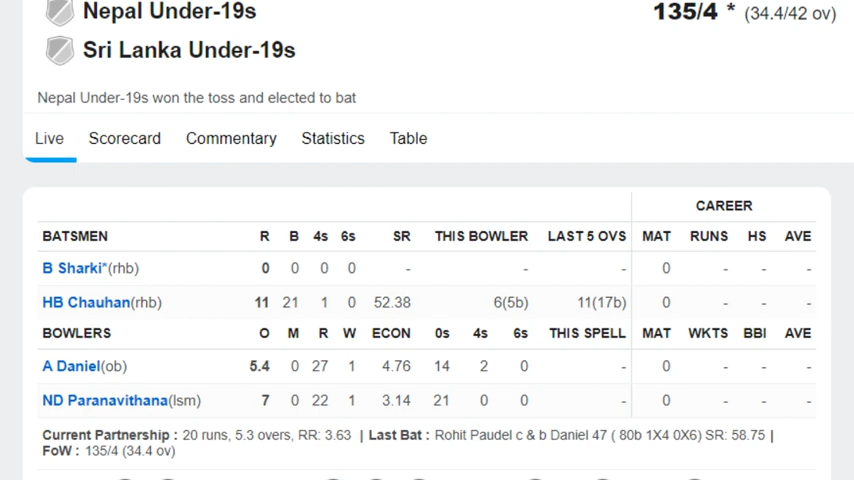 Nepal Under-19s 135/4 * (34.4/42 ov)
Sri Lanka Under-19s
Nepal Under-19s won the toss and elected to bat
Live Scorecard Commentary Statistics Table
CAREER
BATSMEN R B 4s 6s SR THIS BOWLER LAST 5 OVS MAT RUNS HS AVE
B Sharki*(rhb) 0 0 0 0 - - - 0 - - -
HB Chauhan(rhb) 11 21 1 0 52.38 6(5b) 11(17b) 0 - - -
BOWLERS O M R W ECON 0s 4s 6s THIS SPELL MAT WKTS BBI AVE
A Daniel(ob) 5.4 0 27 1 4.76 14 2 0 - 0 - - -
ND Paranavithana(lsm) 7 0 22 1 3.14 21 0 0 - 0 - - -
Current Partnership : 20 runs, 5.3 overs, RR: 3.63 | Last Bat : Rohit Paudel c & b Daniel 47 ( 80b 1X4 0X6) SR: 58.75 |
FoW : 135/4 (34.4 ov)